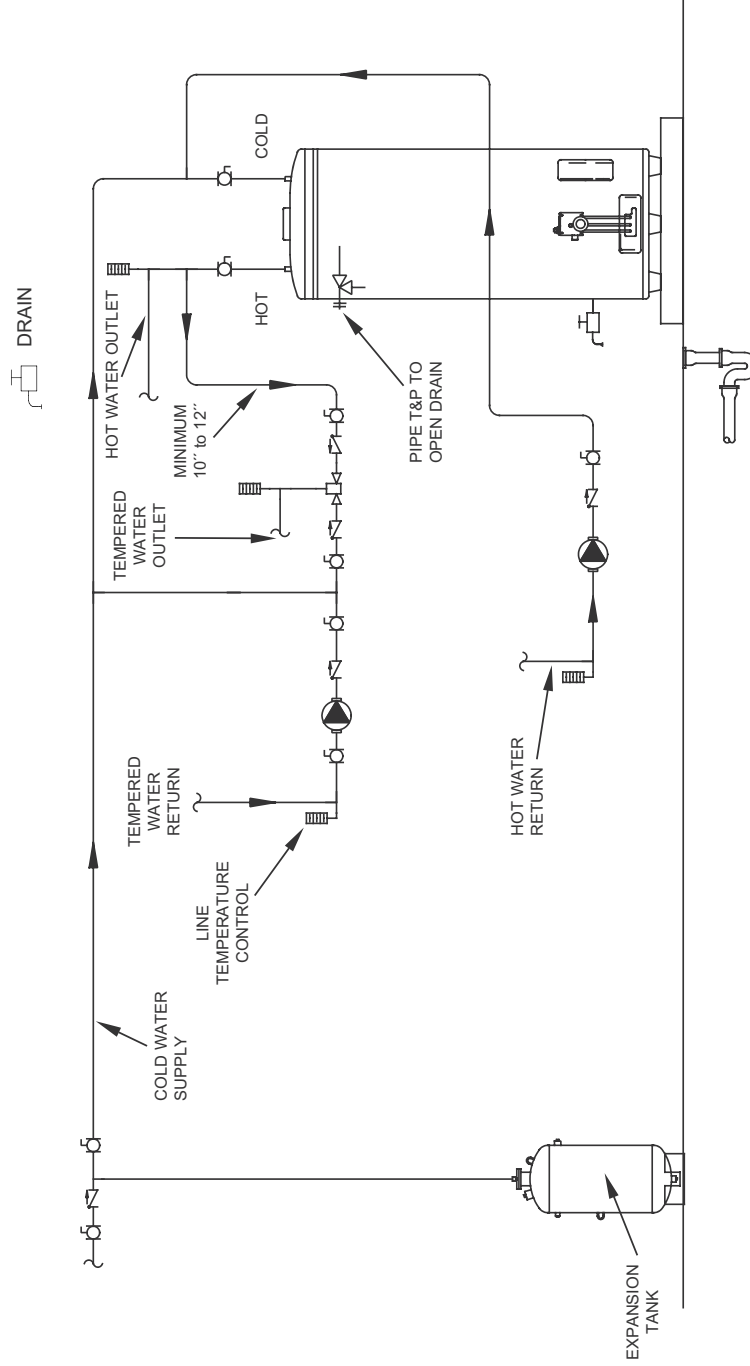 DRAIN
HOT WATER OUTLET
COLD
HOT
MINIMUM
10″ to 12″
TEMPERED
WATER
OUTLET
PIPE T&P TO
OPEN DRAIN
TEMPERED
WATER
RETURN
HOT WATER
RETURN
LINE
TEMPERATURE
CONTROL
COLD WATER
SUPPLY
EXPANSION
TANK